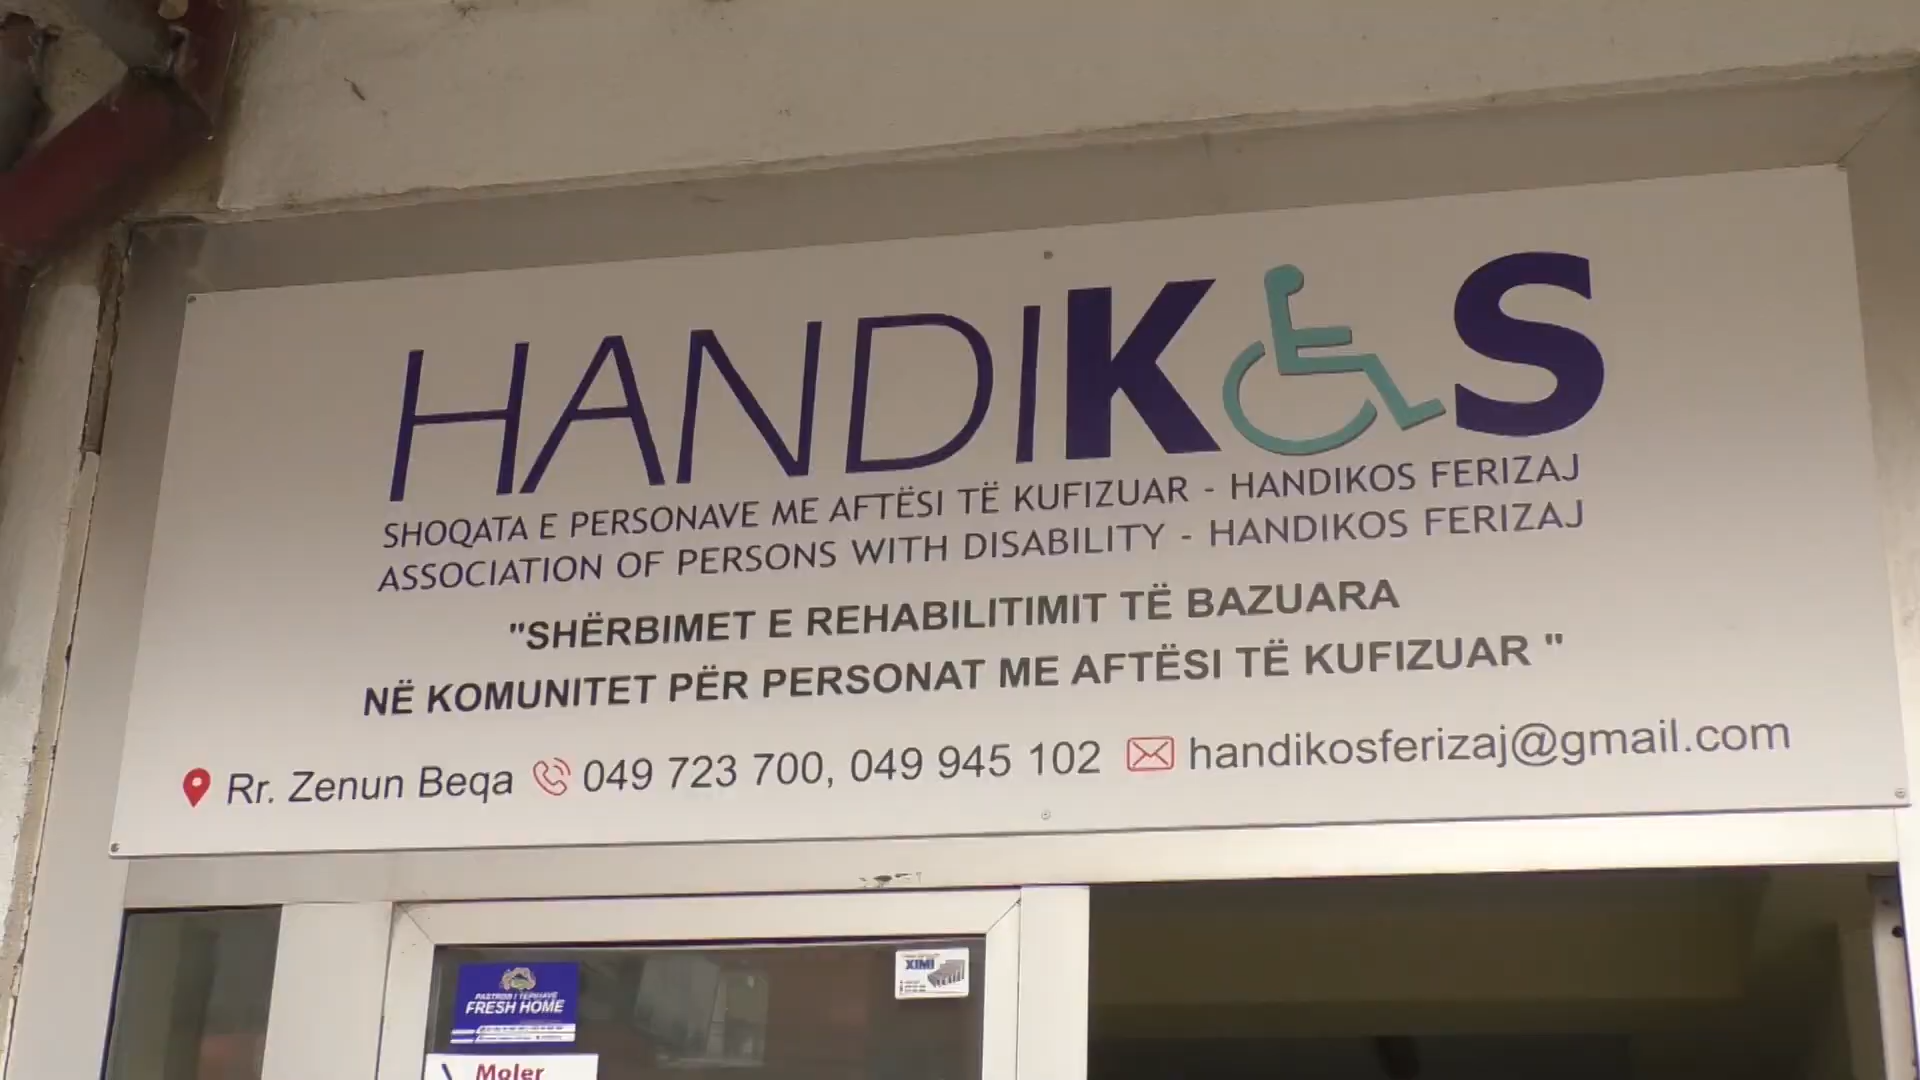 HANDIKOS
SHOQATA E PERSONAVE ME AFTËSI TË KUFIZUAR - HANDIKOS FERIZAJ
ASSOCIATION OF PERSONS WITH DISABILITY - HANDIKOS FERIZAJ
"SHËRBIMET E REHABILITIMIT TË BAZUARA
NË KOMUNITET PËR PERSONAT ME AFTËSI TË KUFIZUAR "
Rr. Zenun Beqa 049 723 700, 049 945 102 handikosferizaj@gmail.com
XIMI
FRESH HOME
Moler